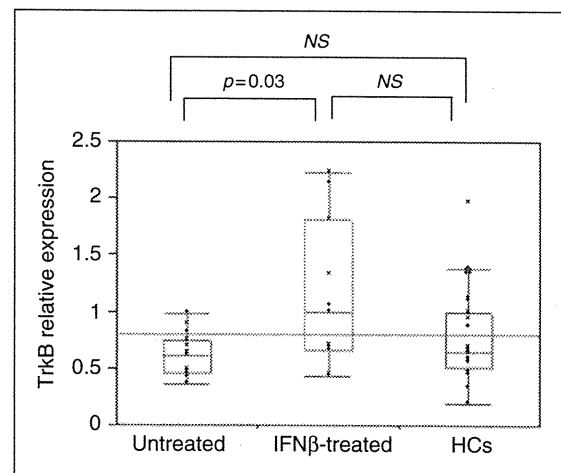 NS
p=0.03
NS
2.5
2
1.5
1
0.5
0
TrkB relative expression
Untreated
IFNβ-treated
HCs